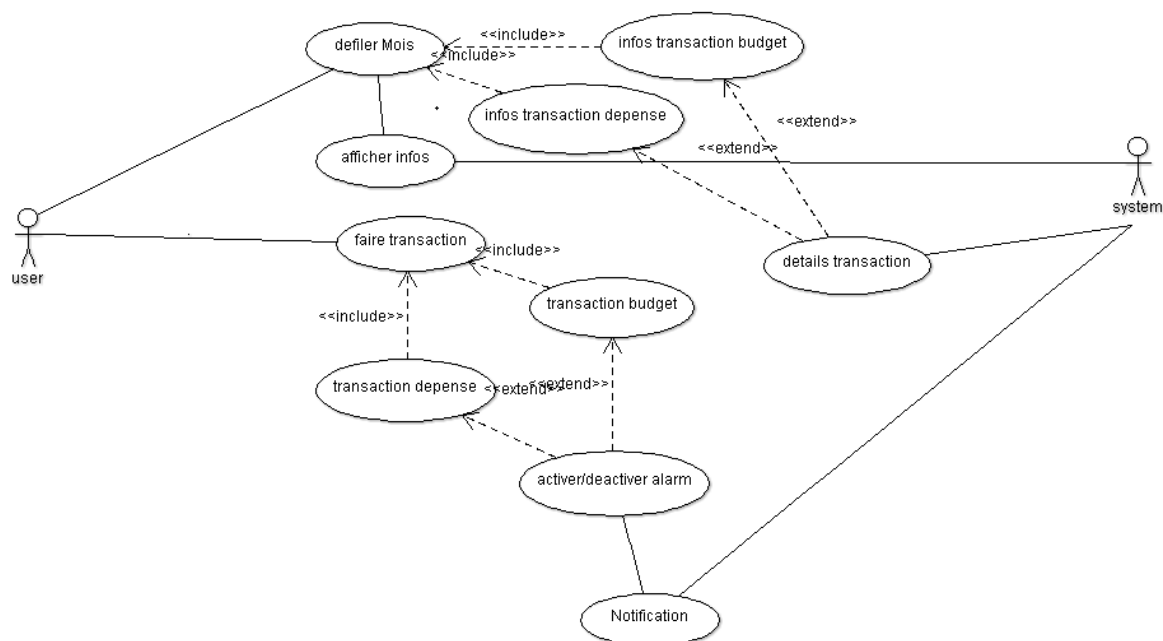 defiler Mois
<<include>>
infos transaction budget
<<include>>
infos transaction depense
<<extend>>
<<extend>>
afficher infos
system
faire transaction
<<include>>
details transaction
user
transaction budget
<<include>>
transaction depense
<<extend>>
<<extend>>
activer/deactiver alarm
Notification